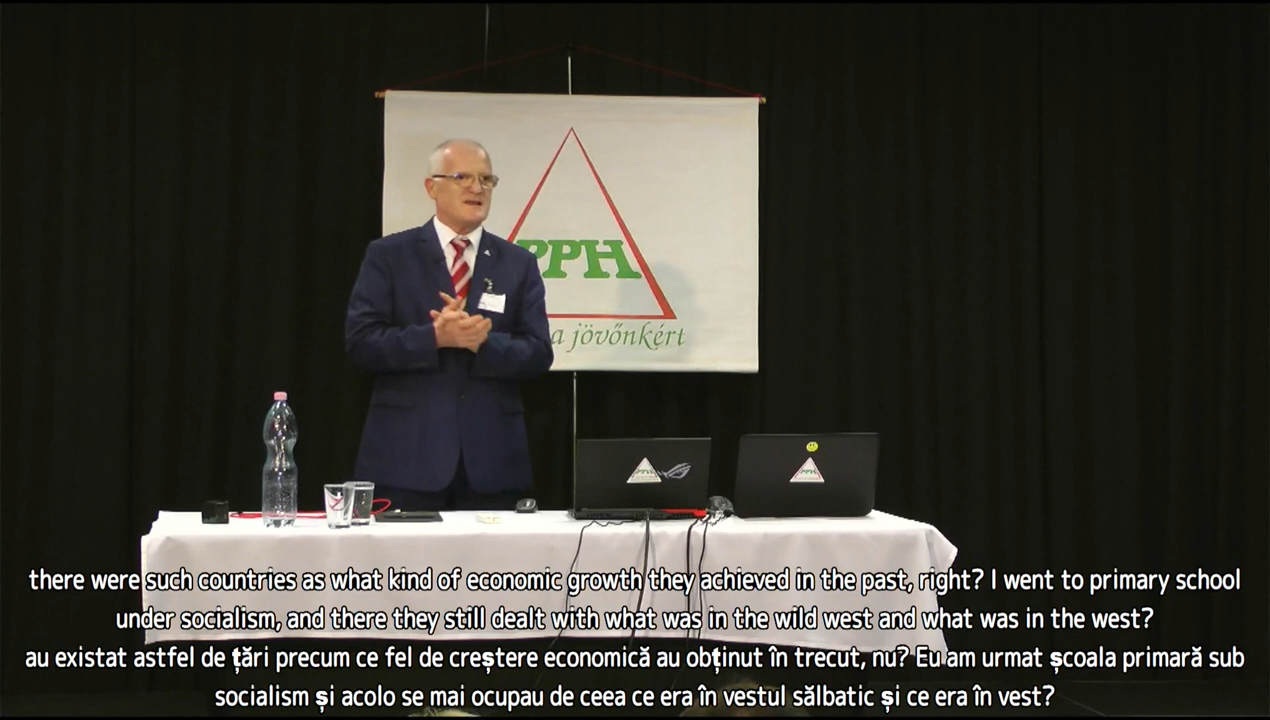 PPH
a jövőnkért
PPH
PPH
there were such countries as what kind of economic growth they achieved in the past, right? I went to primary school
under socialism, and there they still dealt with what was in the wild west and what was in the west?
au existat astfel de țări precum ce fel de creștere economică au obținut în trecut, nu? Eu am urmat școala primară sub
socialism și acolo se mai ocupau de ceea ce era în vestul sălbatic și ce era în vest?